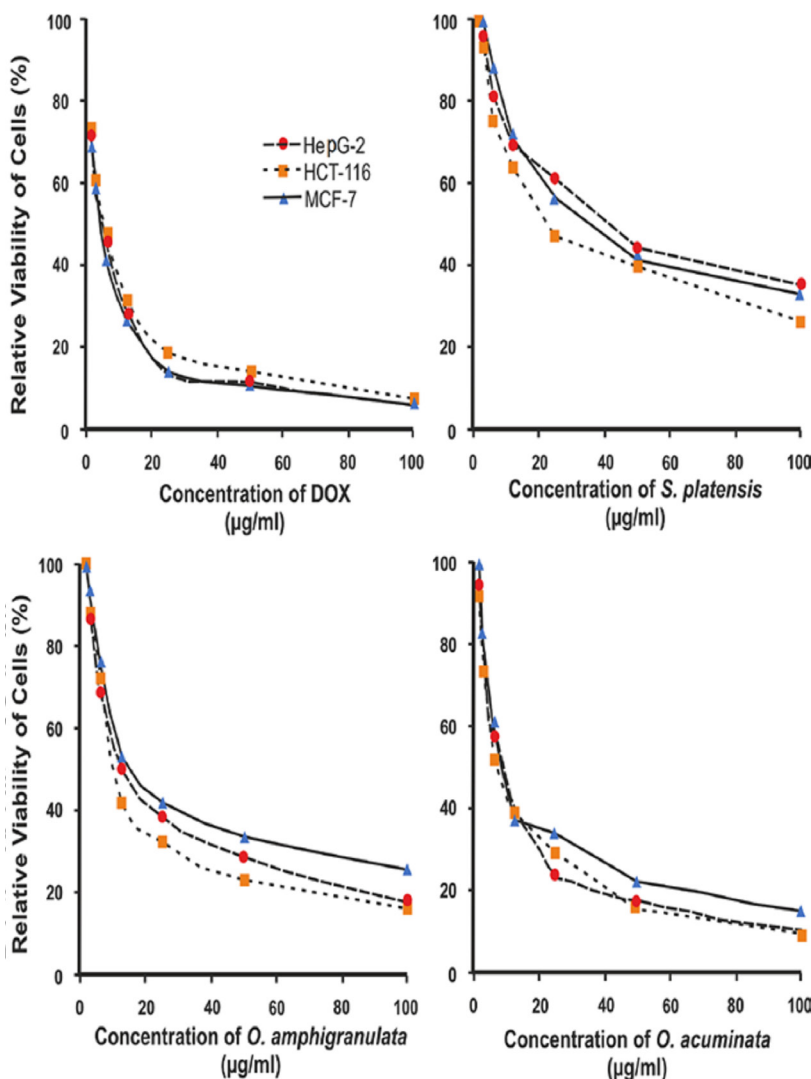 Relative Viability of Cells (%)
100
80
60
40
20
0
HepG-2
HCT-116
MCF-7
0 20 40 60 80 100
Concentration of DOX
(µg/ml)
100
80
60
40
20
0
0 20 40 60 80 100
Concentration of S. platensis
(µg/ml)
Relative Viability of Cells (%)
100
80
60
40
20
0
0 20 40 60 80 100
Concentration of O. amphigranulata
(µg/ml)
100
80
60
40
20
0
0 20 40 60 80 100
Concentration of O. acuminata
(µg/ml)